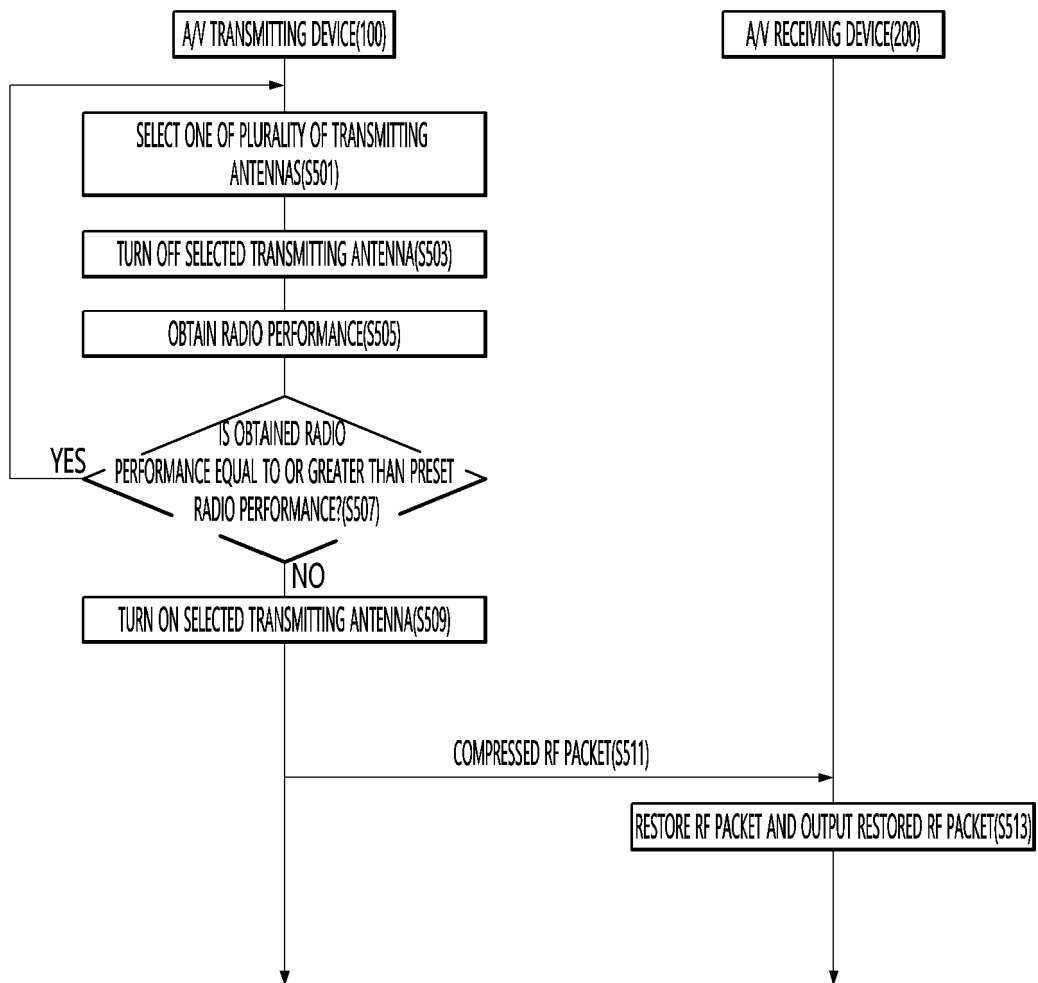 A/V TRANSMITTING DEVICE(100)
A/V RECEIVING DEVICE(200)
SELECT ONE OF PLURALITY OF TRANSMITTING
ANTENNAS(S501)
TURN OFF SELECTED TRANSMITTING ANTENNA(S503)
OBTAIN RADIO PERFORMANCE(S505)
IS OBTAINED RADIO
YES
PERFORMANCE EQUAL TO OR GREATER THAN PRESET
RADIO PERFORMANCE?(S507)
NO
TURN ON SELECTED TRANSMITTING ANTENNA(S509)
COMPRESSED RF PACKET(S511)
RESTORE RF PACKET AND OUTPUT RESTORED RF PACKET(S513)